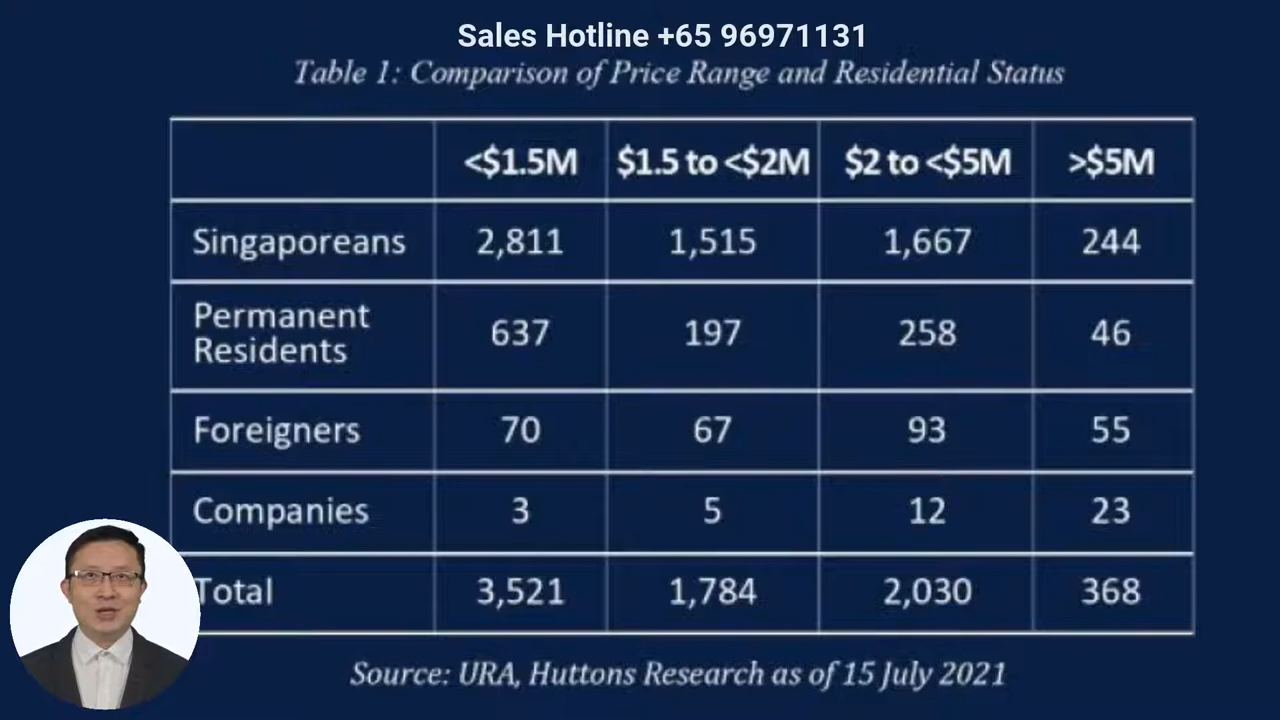 Sales Hotline +65 96971131
Table 1: Comparison of Price Range and Residential Status
<$1.5M $1.5 to <$2M $2 to <$5M >$5M
Singaporeans 2,811 1,515 1,667 244
Permanent
Residents 637 197 258 46
Foreigners 70 67 93 55
Companies 3 5 12 23
Total 3,521 1,784 2,030 368
Source: URA, Huttons Research as of 15 July 2021